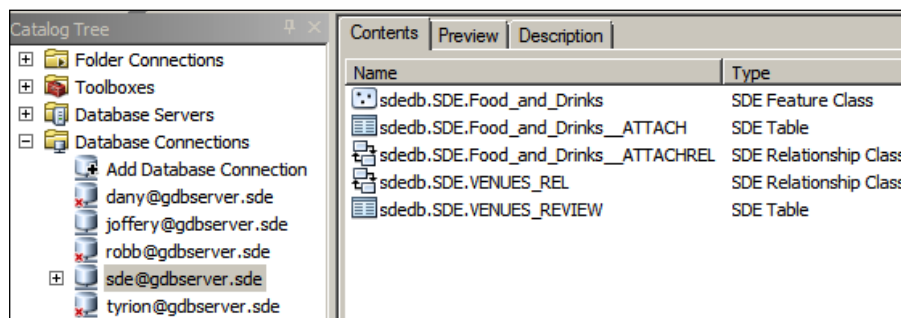 Catalog Tree
Folder Connections
Toolboxes
Database Servers
Database Connections
Add Database Connection
dany@gdbserver.sde
joffery@gdbserver.sde
robb@gdbserver.sde
sde@gdbserver.sde
tyrion@gdbserver.sde
Contents Preview Description
Name Type
sdedb.SDE.Food_and_Drinks SDE Feature Class
sdedb.SDE.Food_and_Drinks__ATTACH SDE Table
sdedb.SDE.Food_and_Drinks__ATTACHREL SDE Relationship Class
sdedb.SDE.VENUES_REL SDE Relationship Class
sdedb.SDE.VENUES_REVIEW SDE Table